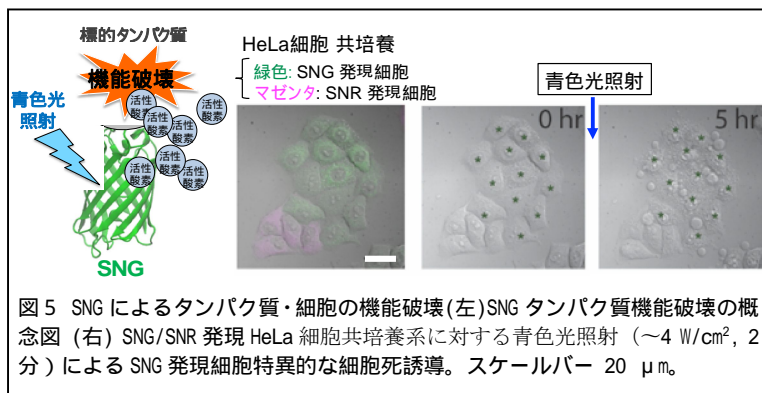 標的タンパク質
機能破壊
青色光
照射
活性
酸素
活性
酸素
活性
酸素
活性
酸素
活性
酸素
活性
酸素
活性
酸素
SNG
HeLa細胞 共培養
緑色: SNG 発現細胞
マゼンタ: SNR 発現細胞
青色光照射
0 hr
5 hr
図5 SNG によるタンパク質・細胞の機能破壊(左)SNG タンパク質機能破壊の概
念図 (右) SNG/SNR 発現 HeLa 細胞共培養系に対する青色光照射（～4 W/cm², 2
分）による SNG 発現細胞特異的な細胞死誘導。スケールバー 20 μm。